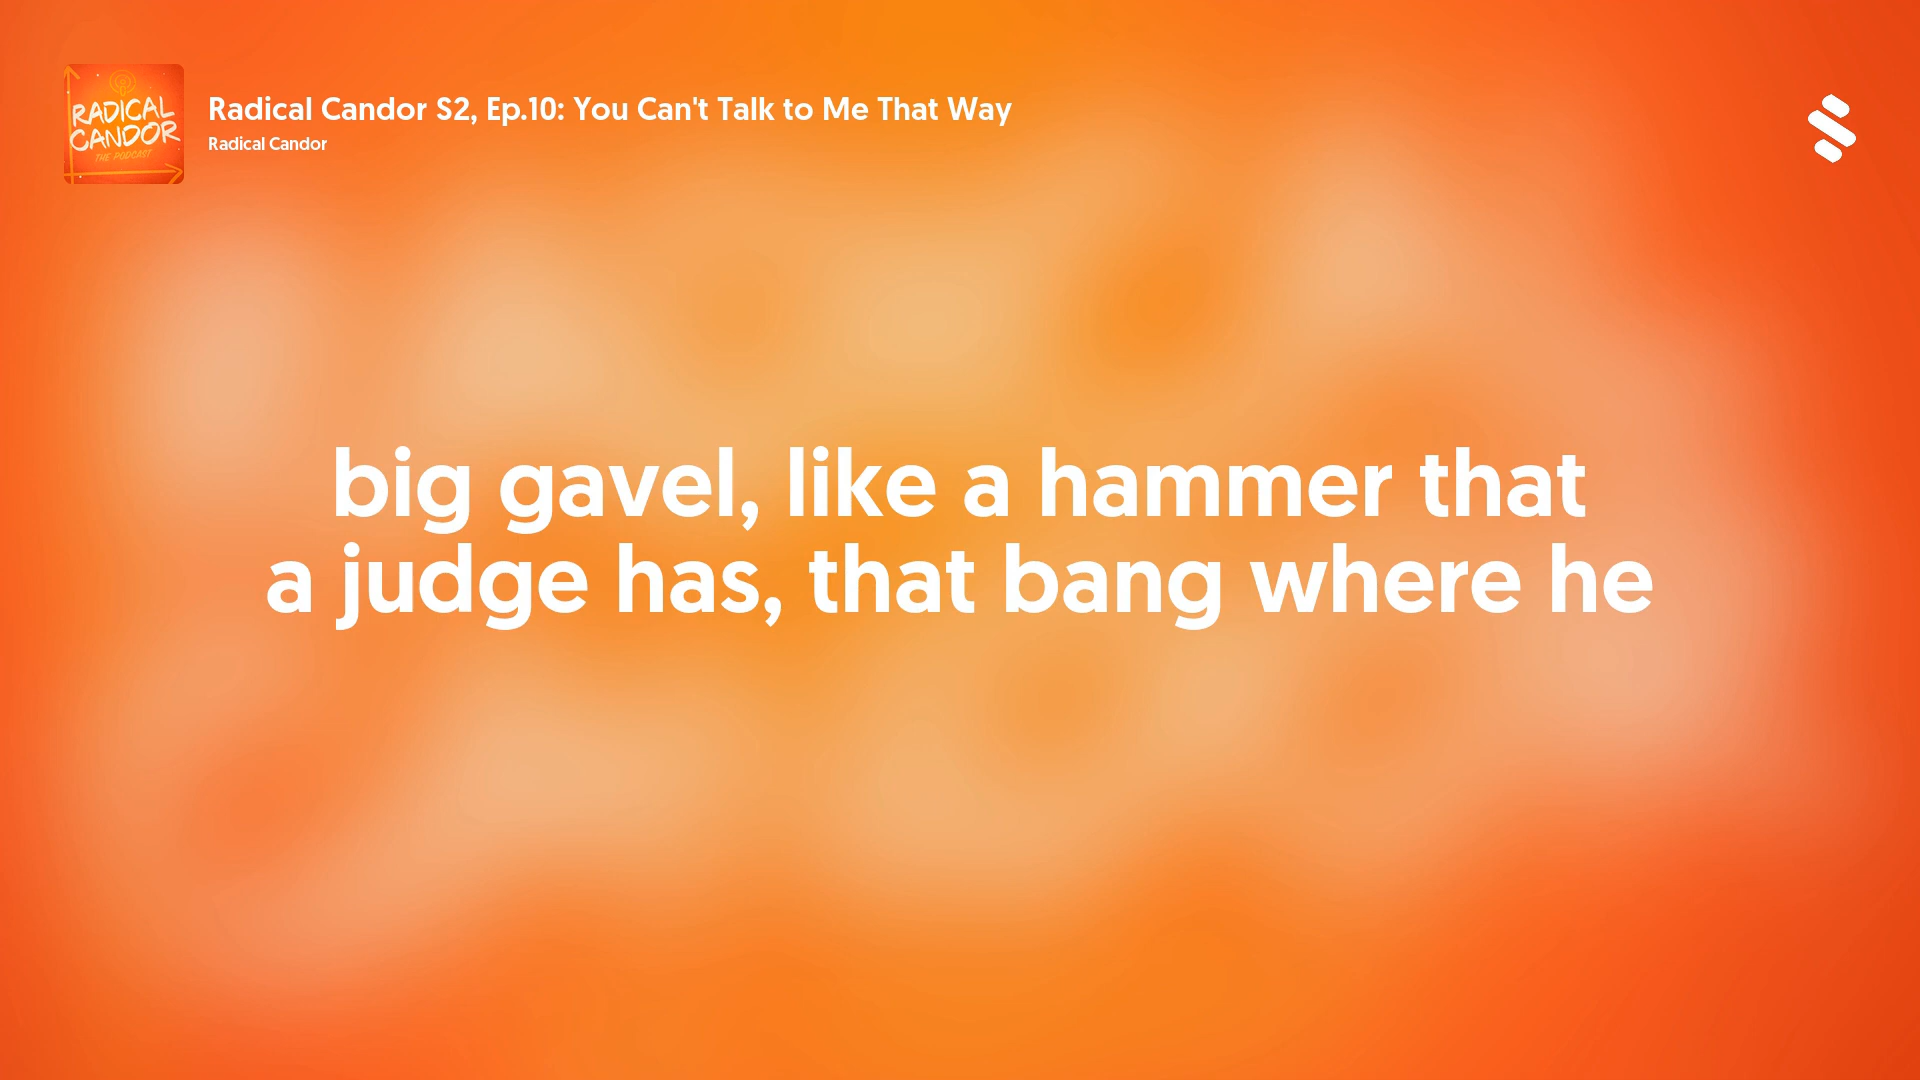 RADICAL
CANDOR
THE PODCAST
Radical Candor S2, Ep.10: You Can't Talk to Me That Way
Radical Candor
big gavel, like a hammer that
a judge has, that bang where he